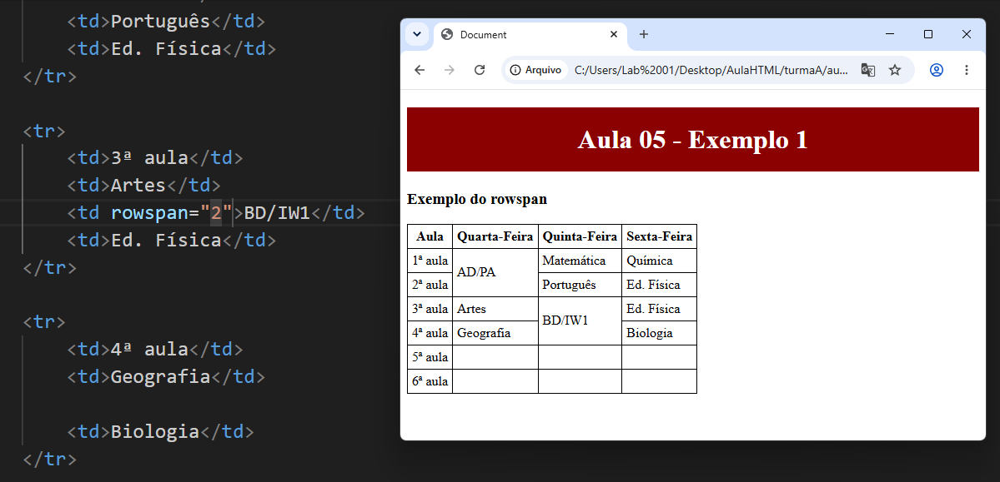 <td>Português</td>
<td>Ed. Física</td>
</tr>
<tr>
<td>3ª aula</td>
<td>Artes</td>
<td rowspan="2">BD/IW1</td>
<td>Ed. Física</td>
</tr>
<tr>
<td>4ª aula</td>
<td>Geografia</td>
<td>Biologia</td>
</tr>
Document
Arquivo C:/Users/Lab%2001/Desktop/AulaHTML/turmaA/au...
Aula 05 - Exemplo 1
Exemplo do rowspan
Aula Quarta-Feira Quinta-Feira Sexta-Feira
1ª aula AD/PA Matemática Química
2ª aula Português Ed. Física
3ª aula Artes BD/IW1 Ed. Física
4ª aula Geografia Biologia
5ª aula
6ª aula